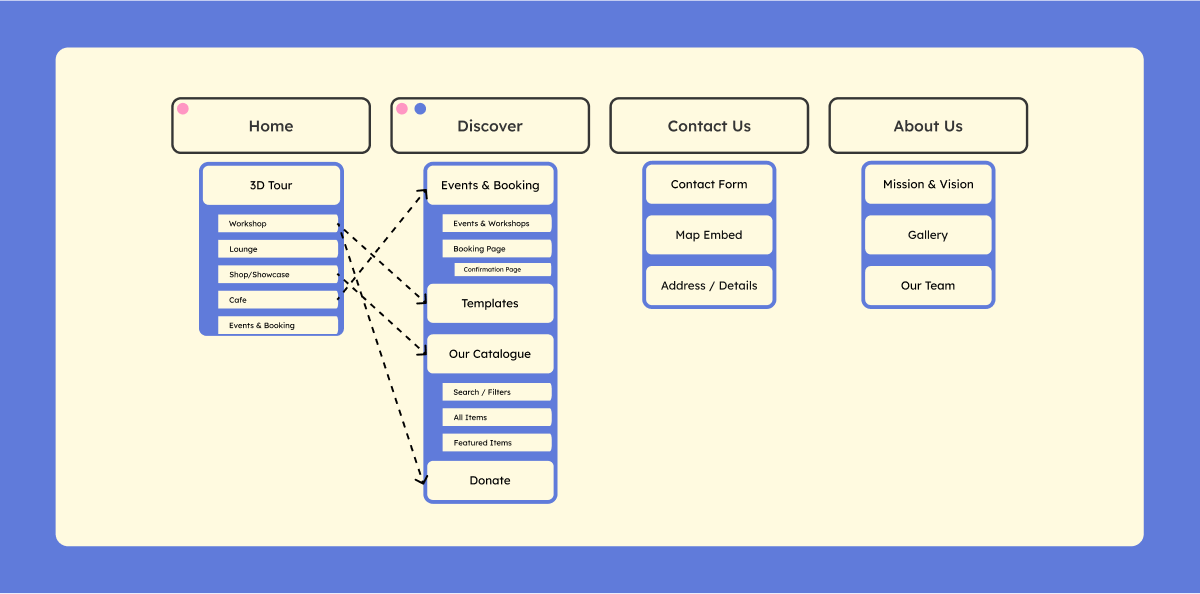 Home
3D Tour
Workshop
Lounge
Shop/Showcase
Cafe
Events & Booking
Discover
Events & Booking
Events & Workshops
Booking Page
Confirmation Page
Templates
Our Catalogue
Search / Filters
All Items
Featured Items
Donate
Contact Us
Contact Form
Map Embed
Address / Details
About Us
Mission & Vision
Gallery
Our Team